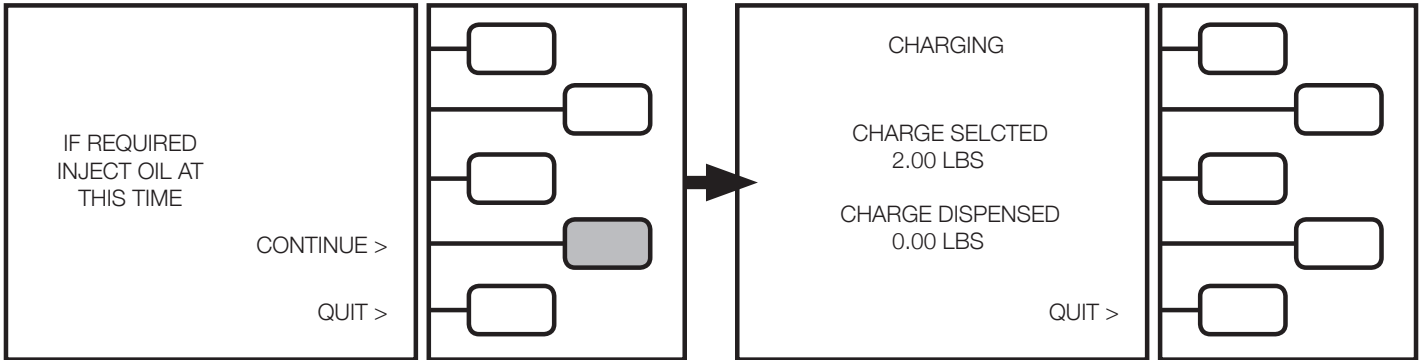 IF REQUIRED
INJECT OIL AT
THIS TIME
CONTINUE >
QUIT >
CHARGING
CHARGE SELCTED
2.00 LBS
CHARGE DISPENSED
0.00 LBS
QUIT >